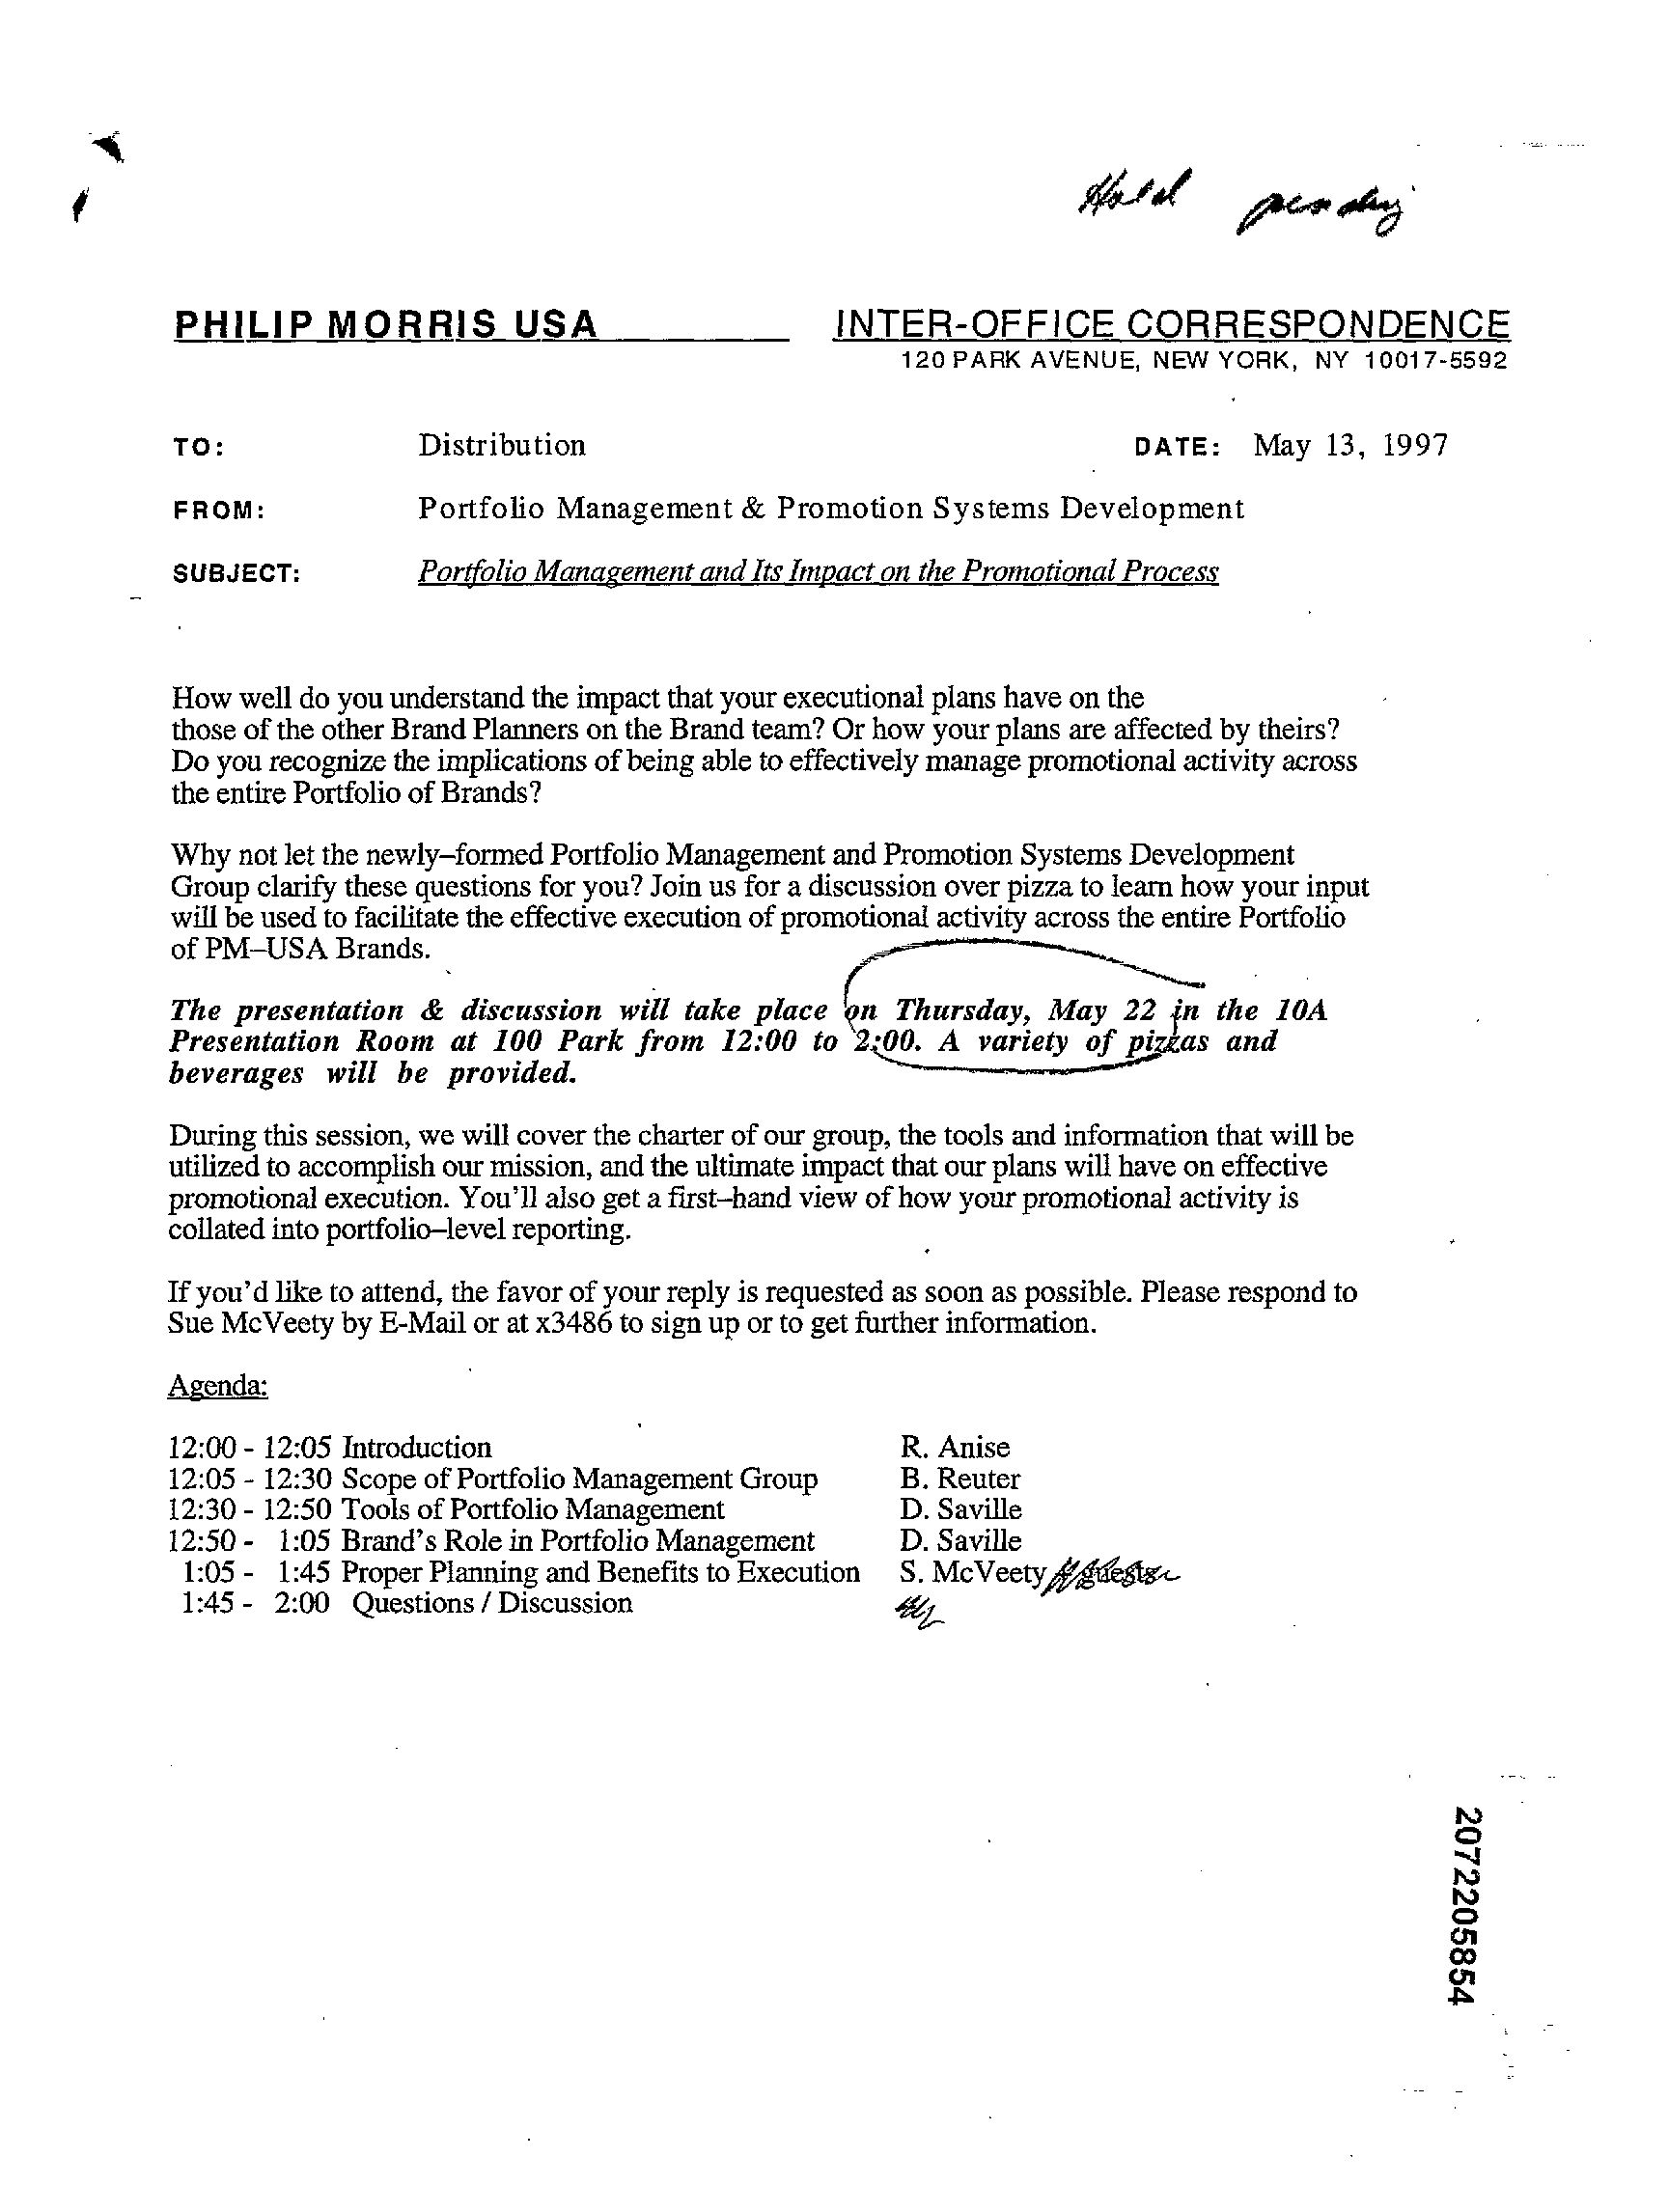 Hold pending
PHILIP MORRIS USA INTER-OFFICE CORRESPONDENCE
120 PARK AVENUE, NEW YORK, NY 10017-5592
TO: Distribution DATE: May 13, 1997
FROM: Portfolio Management & Promotion Systems Development
SUBJECT: Portfolio Management and Its Impact on the Promotional Process
How well do you understand the impact that your executional plans have on the
those of the other Brand Planners on the Brand team? Or how your plans are affected by theirs?
Do you recognize the implications of being able to effectively manage promotional activity across
the entire Portfolio of Brands?
Why not let the newly-formed Portfolio Management and Promotion Systems Development
Group clarify these questions for you? Join us for a discussion over pizza to learn how your input
will be used to facilitate the effective execution of promotional activity across the entire Portfolio
of PM-USA Brands.
The presentation & discussion will take place on Thursday, May 22 in the 10A
Presentation Room at 100 Park from 12:00 to 2:00. A variety of pizzas and
beverages will be provided.
During this session, we will cover the charter of our group, the tools and information that will be
utilized to accomplish our mission, and the ultimate impact that our plans will have on effective
promotional execution. You'll also get a first-hand view of how your promotional activity is
collated into portfolio-level reporting.
If you'd like to attend, the favor of your reply is requested as soon as possible. Please respond to
Sue McVeety by E-Mail or at x3486 to sign up or to get further information.
Agenda:
12:00 - 12:05 Introduction R. Anise
12:05 - 12:30 Scope of Portfolio Management Group B. Reuter
12:30 - 12:50 Tools of Portfolio Management D. Saville
12:50 - 1:05 Brand's Role in Portfolio Management D. Saville
1:05 - 1:45 Proper Planning and Benefits to Execution S. McVeety
1:45 - 2:00 Questions / Discussion
2072205854